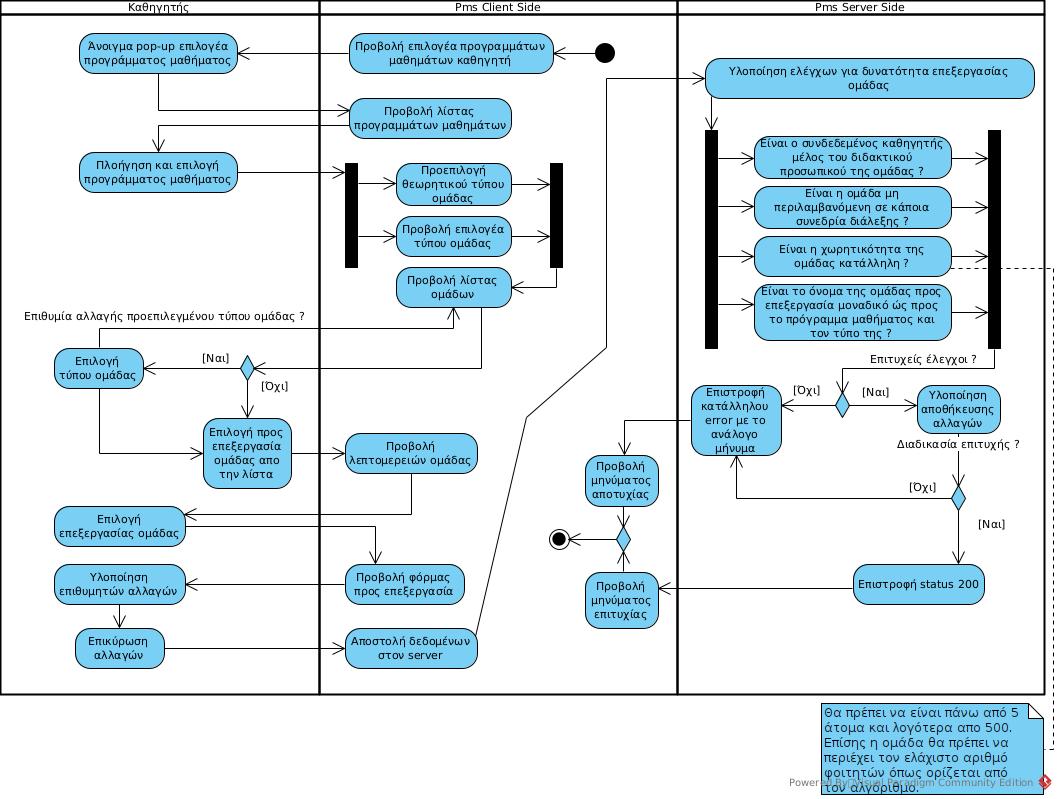 Καθηγητής
Pms Client Side
Pms Server Side
Άνοιγμα pop-up επιλογέα
προγράμματος μαθήματος
Προβολή επιλογέα προγραμμάτων
μαθημάτων καθηγητή
Υλοποίηση ελέγχων για δυνατότητα επεξεργασίας
ομάδας
Προβολή λίστας
προγραμμάτων μαθημάτων
Πλοήγηση και επιλογή
προγράμματος μαθήματος
Προεπιλογή
θεωρητικού τύπου
ομάδας
Προβολή επιλογέα
τύπου ομάδας
Προβολή λίστας
ομάδων
Είναι ο συνδεδεμένος καθηγητής
μέλος του διδακτικού
προσωπικού της ομάδας ?
Είναι η ομάδα μη
περιλαμβανόμενη σε κάποια
συνεδρία διάλεξης ?
Είναι η χωρητικότητα της
ομάδας κατάλληλη ?
Είναι το όνομα της ομάδας προς
επεξεργασία μοναδικό ώς προς
το πρόγραμμα μαθήματος και
τον τύπο της ?
Επιθυμία αλλαγής προεπιλεγμένου τύπου ομάδας ?
Επιλογή
τύπου ομάδας
[Ναι]
[Όχι]
Επιλογή προς
επεξεργασία
ομάδας απο
την λίστα
Προβολή
λεπτομερειών ομάδας
Επιλογή
επεξεργασίας ομάδας
Υλοποίηση
επιθυμητών αλλαγών
Προβολή φόρμας
προς επεξεργασία
Επικύρωση
αλλαγών
Αποστολή δεδομένων
στον server
Επιτυχείς έλεγχοι ?
[Όχι]
[Ναι]
Επιστροφή
κατάλληλου
error με το
ανάλογο
μήνυμα
Υλοποίηση
αποθήκευσης
αλλαγών
Διαδικασία επιτυχής ?
[Όχι]
[Ναι]
Προβολή
μηνύματος
αποτυχίας
Προβολή
μηνύματος
επιτυχίας
Επιστροφή status 200
Θα πρέπει να είναι πάνω από 5
άτομα και λογότερα απο 500.
Επίσης η ομάδα θα πρέπει να
περιέχει τον ελάχιστο αριθμό
φοιτητών όπως ορίζεται από
τον αλγόριθμο.
Powered By Visual Paradigm Community Edition